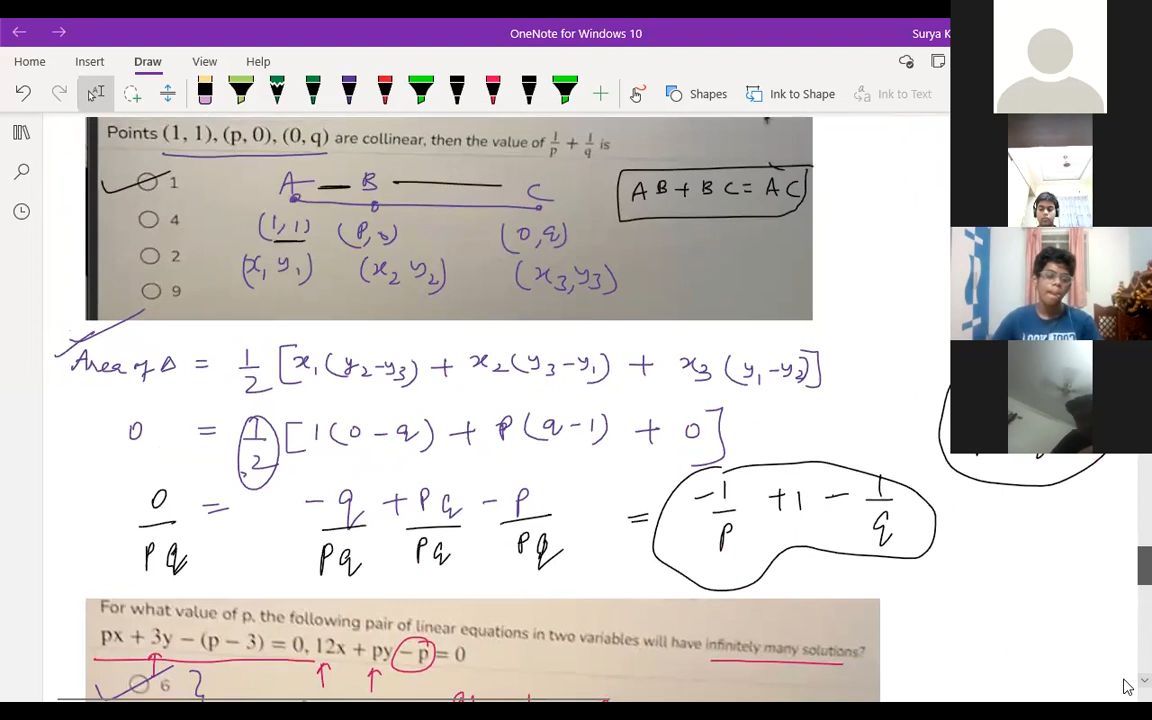 OneNote for Windows 10
Surya K
Home Insert Draw View Help
Shapes Ink to Shape Ink to Text
Points (1, 1), (p, 0), (0, q) are collinear, then the value of 1/p + 1/q is
1
4
2
9
A B C
(1,1) (P,0) (0,q)
(x1 y1) (x2 y2) (x3,y3)
AB + BC = AC
Area of Δ = 1/2 [x1(y2-y3) + x2(y3-y1) + x3(y1-y2)]
0 = 1/2 [1(0-q) + P(q-1) + 0]
0/Pq = -q/Pq + Pq/Pq - P/Pq = -1/P + 1 - 1/q
For what value of p, the following pair of linear equations in two variables will have infinitely many solutions?
px + 3y − (p − 3) = 0, 12x + py − p = 0
6